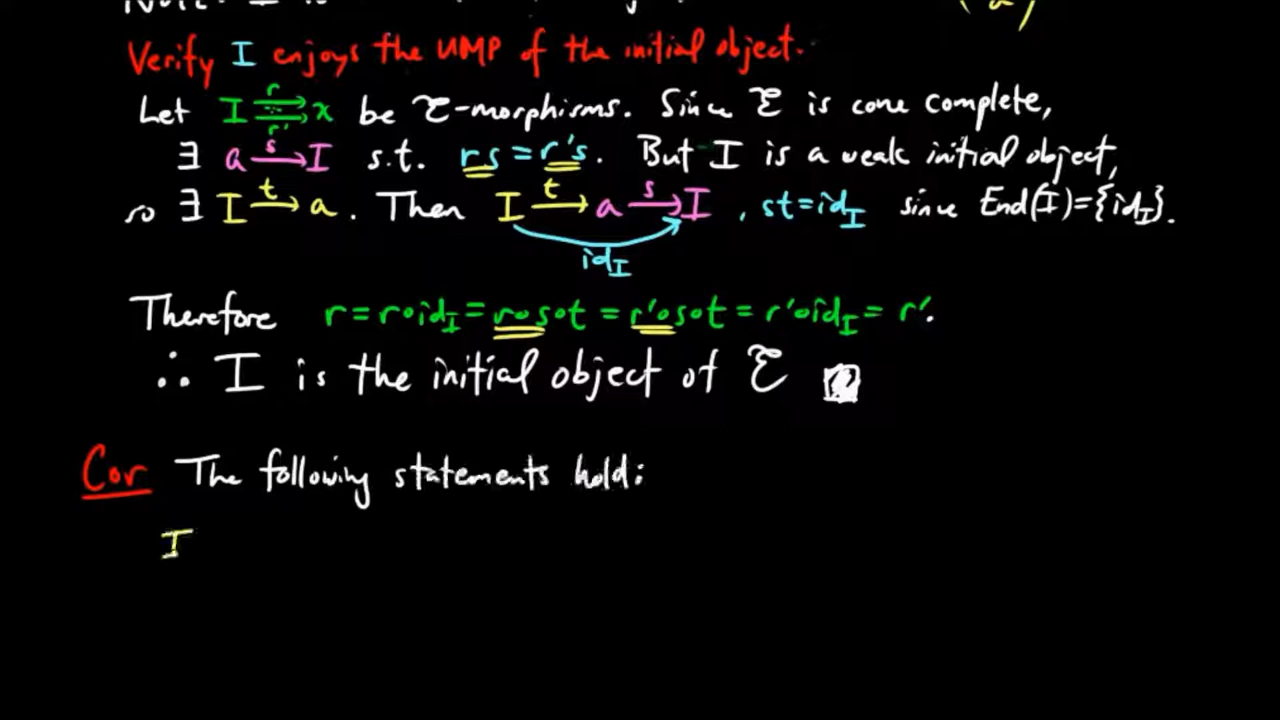 Verify I enjoys the UMP of the initial object.
Let I r⇉r' x be ℰ-morphisms. Since ℰ is cone complete,
∃ a —s→ I s.t. rs = r's. But I is a weak initial object,
so ∃ I —t→ a. Then I —t→ a —s→ I, st = id_I since End(I) = {id_I}.
id_I
Therefore r = r∘id_I = r∘s∘t = r'∘s∘t = r'∘id_I = r'.
∴ I is the initial object of ℰ
Cor The following statements hold:
I